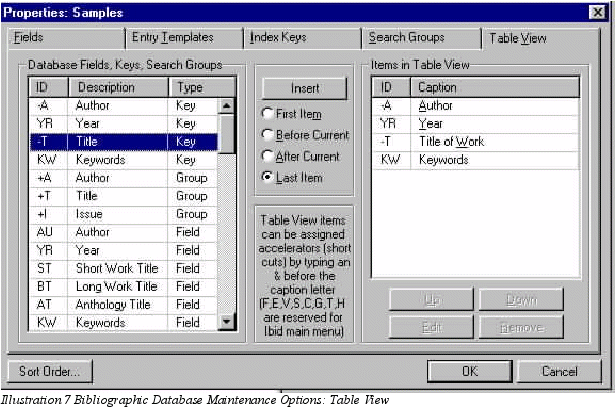 Properties: Samples
Fields
Entry Templates
Index Keys
Search Groups
Table View
Database Fields, Keys, Search Groups
ID Description Type
-A Author Key
YR Year Key
-T Title Key
KW Keywords Key
+A Author Group
+T Title Group
+I Issue Group
AU Author Field
YR Year Field
ST Short Work Title Field
BT Long Work Title Field
AT Anthology Title Field
KW Keywords Field
Insert
First Item
Before Current
After Current
Last Item
Table View items
can be assigned
accelerators (short
cuts) by typing an
& before the
caption letter
(F,E,V,S,C,G,T,H
are reserved for
Ibid main menu)
Items in Table View
ID Caption
-A Author
YR Year
-T Title of Work
KW Keywords
Up
Down
Edit
Remove
Sort Order...
OK
Cancel
Illustration 7 Bibliographic Database Maintenance Options: Table View